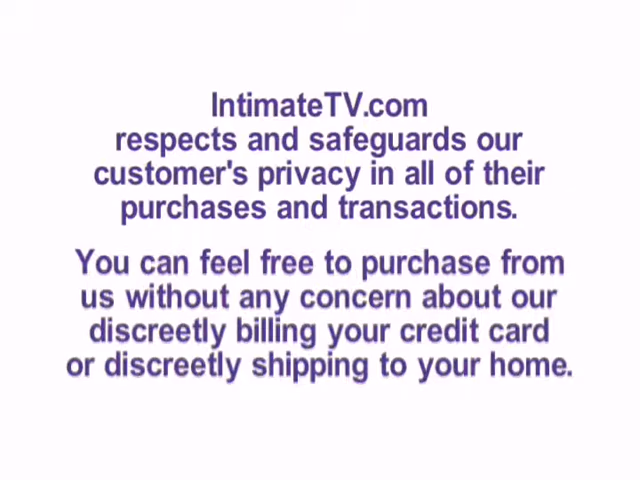 IntimateTV.com
respects and safeguards our
customer's privacy in all of their
purchases and transactions.
You can feel free to purchase from
us without any concern about our
discreetly billing your credit card
or discreetly shipping to your home.